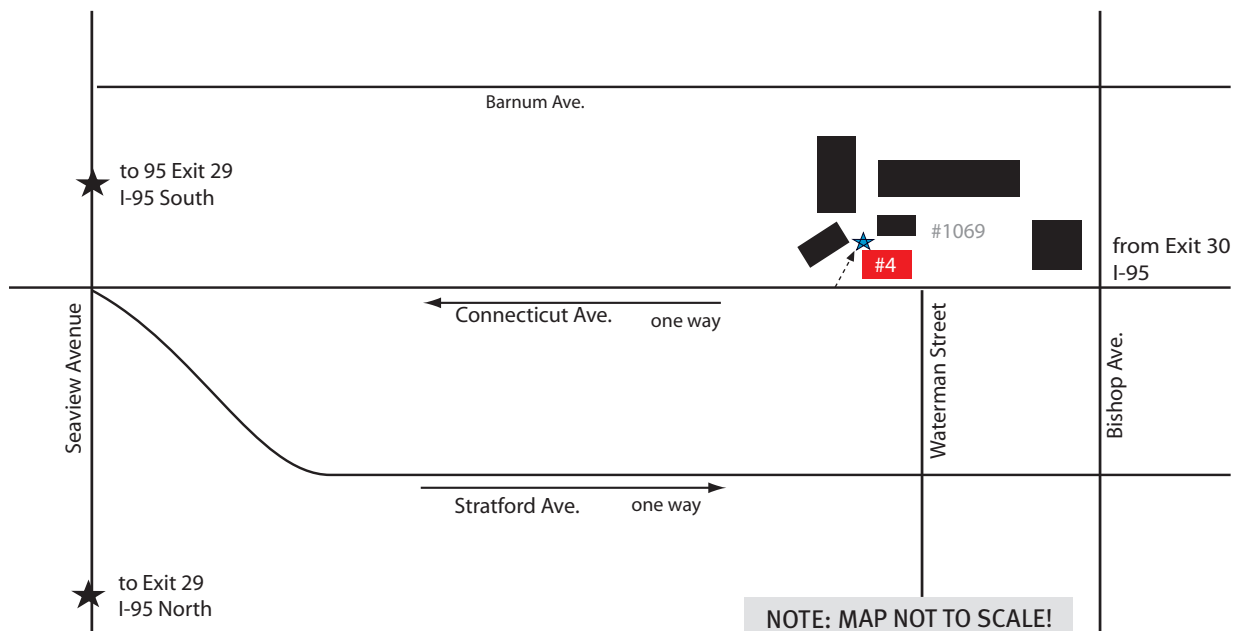 Barnum Ave.
to 95 Exit 29
I-95 South
#1069
#4
from Exit 30
I-95
Connecticut Ave.
one way
Seaview Avenue
Waterman Street
Bishop Ave.
Stratford Ave.
one way
to Exit 29
I-95 North
NOTE: MAP NOT TO SCALE!